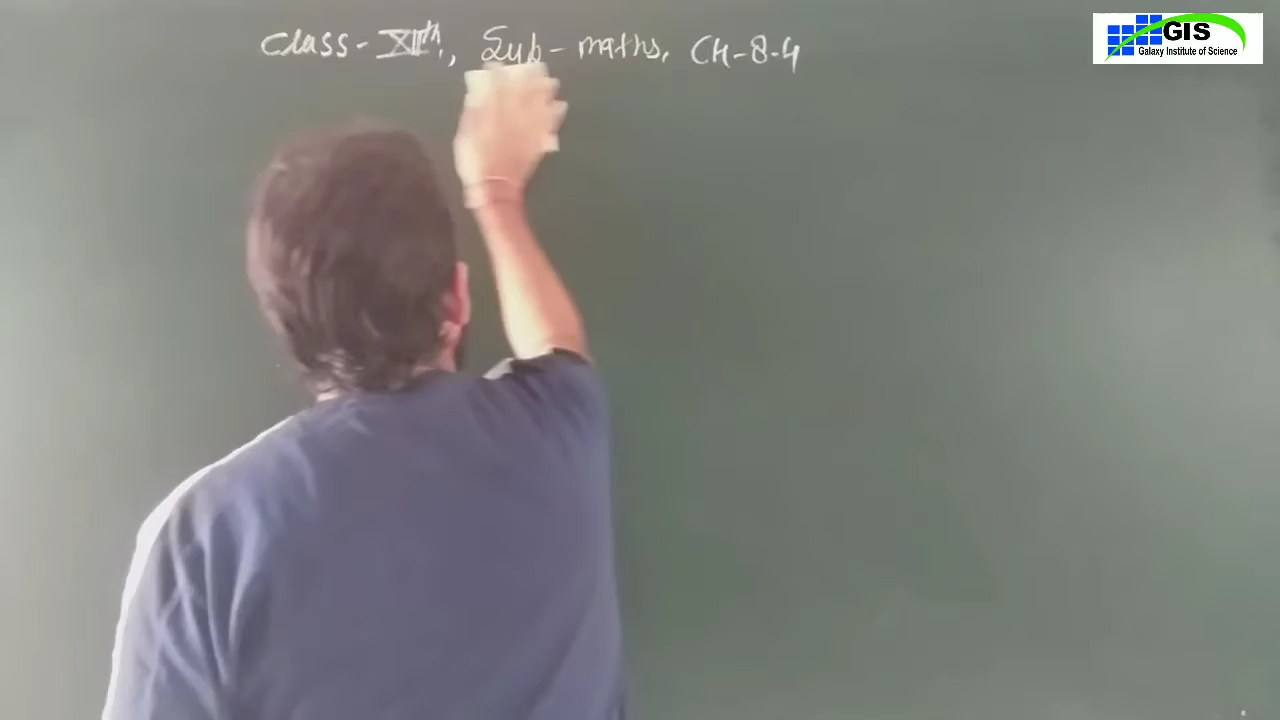 Class-XIIth, Sub-maths, CH-8-4
GIS
Galaxy Institute of Science